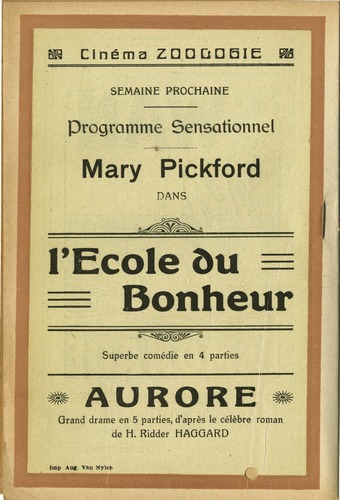 Cinéma ZOOLOGIE
SEMAINE PROCHAINE
Programme Sensationnel
Mary Pickford
DANS
l'Ecole du
Bonheur
Superbe comédie en 4 parties
AURORE
Grand drame en 5 parties, d'après le célèbre roman
de H. Ridder HAGGARD
Imp Aug. Van Nylen